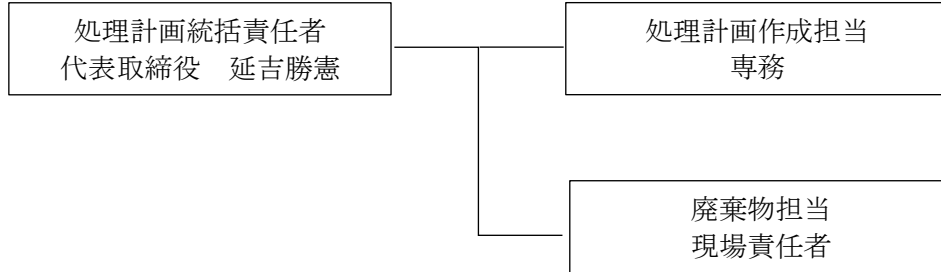 処理計画統括責任者
代表取締役　延吉勝憲
処理計画作成担当
専務
廃棄物担当
現場責任者